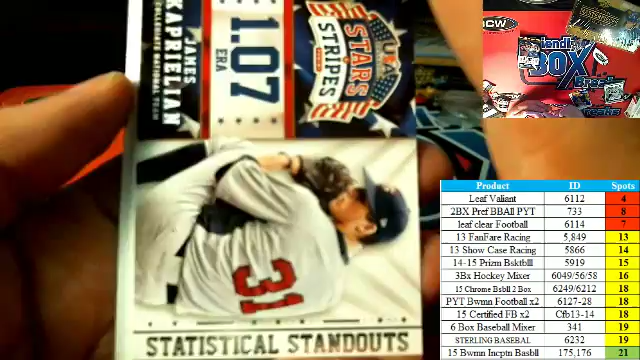 JAMES
KAPRIELIAN
COLLEGIATE NATIONAL TEAM
1.07
ERA
USA
STARS
STRIPES
31
STATISTICAL STANDOUTS
BOX
Product ID Spots
Leaf Valiant 6112 4
2BX Pref BBAll PYT 733 8
leaf clear Football 6114 7
13 FanFare Racing 5,849 13
13 Show Case Racing 5866 14
14-15 Prizm Bsktblll 5919 15
3Bx Hockey Mixer 6049/56/58 16
15 Chrome Bsbll 2 Box 6249/6212 18
PYT Bwmn Football x2 6127-28 18
15 Certified FB x2 Cfb13-14 18
6 Box Baseball Mixer 341 19
STERLING BASEBAL 6232 19
15 Bwmn Incptn Basbll 175,176 21